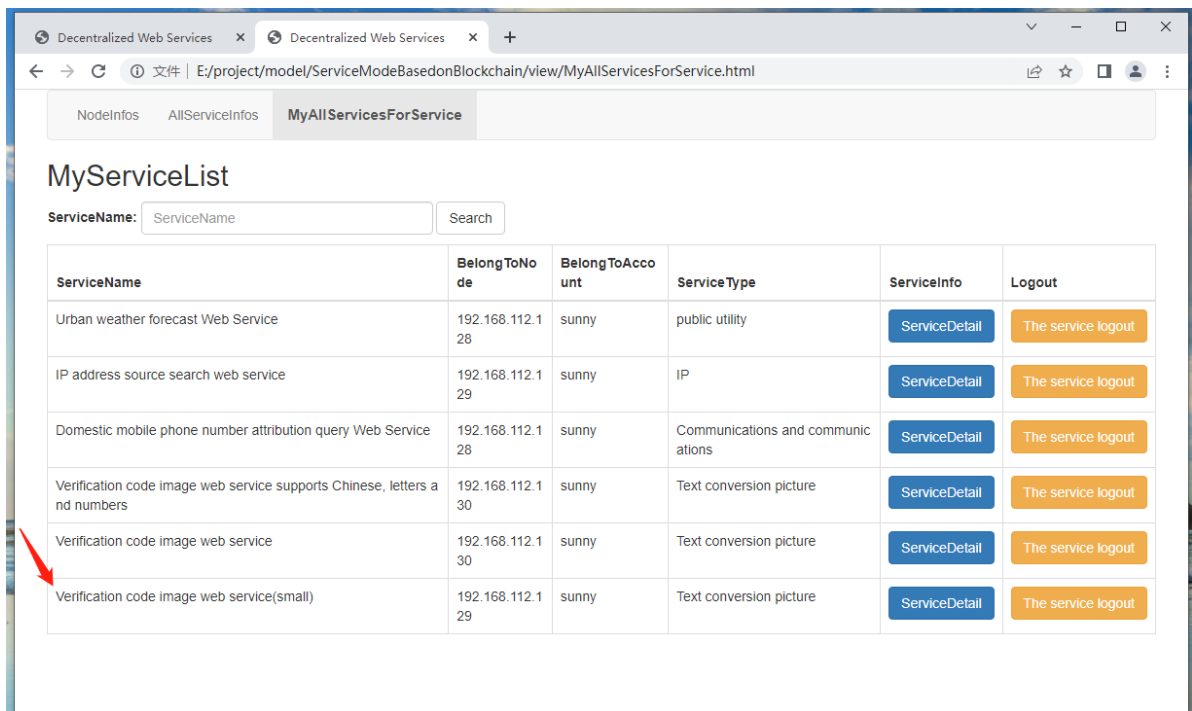 Decentralized Web Services
Decentralized Web Services
文件 | E:/project/model/ServiceModeBasedonBlockchain/view/MyAllServicesForService.html
NodeInfos AllServiceInfos MyAllServicesForService
MyServiceList
ServiceName: ServiceName Search
ServiceName BelongToNo
de BelongToAcco
unt ServiceType ServiceInfo Logout
Urban weather forecast Web Service 192.168.112.1
28 sunny public utility ServiceDetail The service logout
IP address source search web service 192.168.112.1
29 sunny IP ServiceDetail The service logout
Domestic mobile phone number attribution query Web Service 192.168.112.1
28 sunny Communications and communic
ations ServiceDetail The service logout
Verification code image web service supports Chinese, letters a
nd numbers 192.168.112.1
30 sunny Text conversion picture ServiceDetail The service logout
Verification code image web service 192.168.112.1
30 sunny Text conversion picture ServiceDetail The service logout
Verification code image web service(small) 192.168.112.1
29 sunny Text conversion picture ServiceDetail The service logout